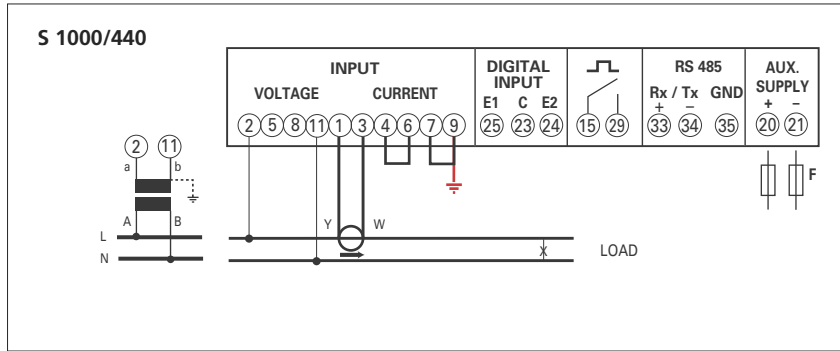 S 1000/440
INPUT
VOLTAGE CURRENT
2 5 8 11 1 3 4 6 7 9
DIGITAL
INPUT
E1 C E2
25 23 24
15 29
RS 485
Rx / Tx GND
+ −
33 34 35
AUX.
SUPPLY
+ −
20 21
F
2 11
a b
A B
L
N
Y W
X
LOAD